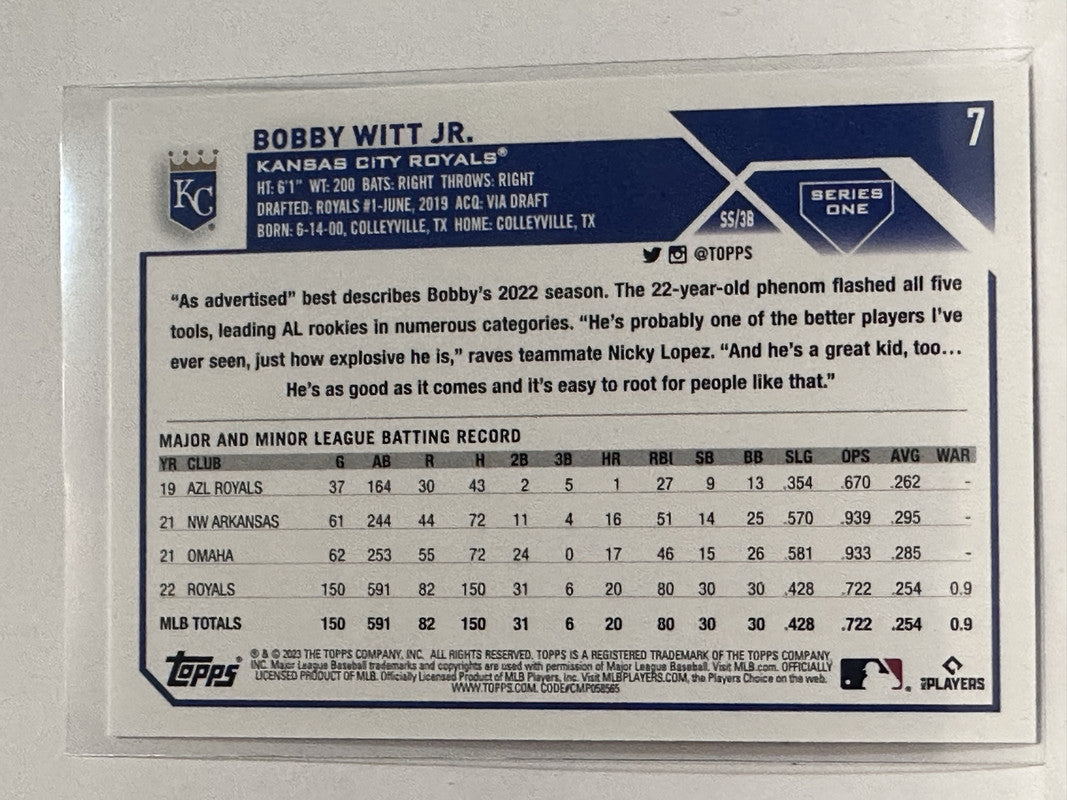 7
BOBBY WITT JR.
KANSAS CITY ROYALS®
KC
HT: 6'1" WT: 200 BATS: RIGHT THROWS: RIGHT
DRAFTED: ROYALS #1-JUNE, 2019 ACQ: VIA DRAFT
BORN: 6-14-00, COLLEYVILLE, TX HOME: COLLEYVILLE, TX
SS/3B
SERIES
ONE
@TOPPS
“As advertised” best describes Bobby's 2022 season. The 22-year-old phenom flashed all five
tools, leading AL rookies in numerous categories. “He's probably one of the better players I've
ever seen, just how explosive he is,” raves teammate Nicky Lopez. “And he's a great kid, too...
He's as good as it comes and it's easy to root for people like that.”
MAJOR AND MINOR LEAGUE BATTING RECORD
YR CLUB G AB R H 2B 3B HR RBI SB BB SLG OPS AVG WAR
19 AZL ROYALS 37 164 30 43 2 5 1 27 9 13 .354 .670 .262 -
21 NW ARKANSAS 61 244 44 72 11 4 16 51 14 25 .570 .939 .295 -
21 OMAHA 62 253 55 72 24 0 17 46 15 26 .581 .933 .285 -
22 ROYALS 150 591 82 150 31 6 20 80 30 30 .428 .722 .254 0.9
MLB TOTALS 150 591 82 150 31 6 20 80 30 30 .428 .722 .254 0.9
TOPPS
® & © 2023 THE TOPPS COMPANY, INC. ALL RIGHTS RESERVED. TOPPS IS A REGISTERED TRADEMARK OF THE TOPPS COMPANY,
INC. Major League Baseball trademarks and copyrights are used with permission of Major League Baseball. Visit MLB.com. OFFICIALLY
LICENSED PRODUCT OF MLB. Officially Licensed Product of MLB Players, Inc. Visit MLBPLAYERS.COM, the Players Choice on the web.
WWW.TOPPS.COM. CODE#CMP058565
MLB PLAYERS